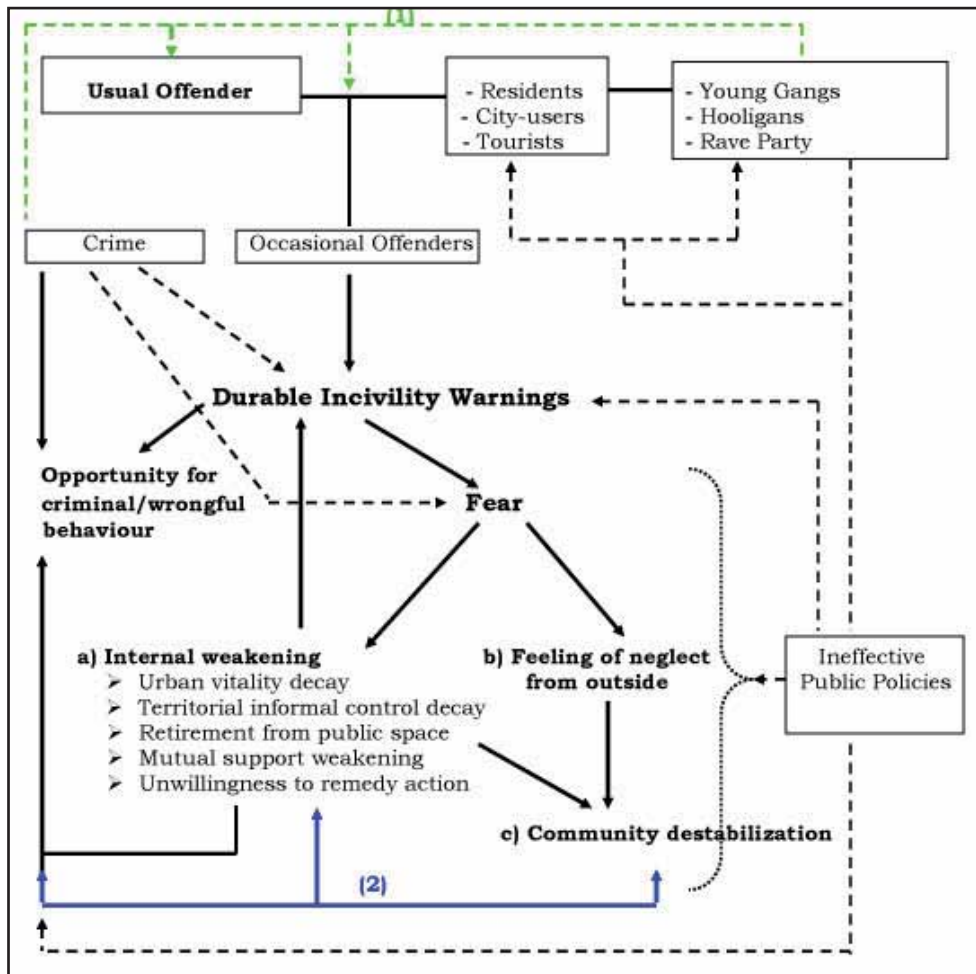 (1)
Usual Offender
- Residents
- City-users
- Tourists
- Young Gangs
- Hooligans
- Rave Party
Crime
Occasional Offenders
Durable Incivility Warnings
Opportunity for
criminal/wrongful
behaviour
Fear
a) Internal weakening
➢ Urban vitality decay
➢ Territorial informal control decay
➢ Retirement from public space
➢ Mutual support weakening
➢ Unwillingness to remedy action
b) Feeling of neglect
from outside
Ineffective
Public Policies
c) Community destabilization
(2)